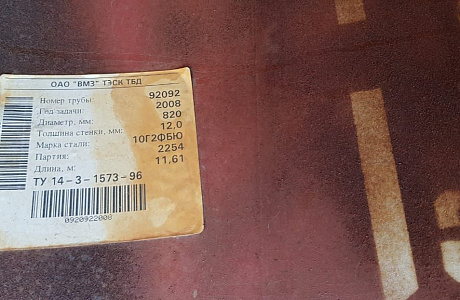 ОАО "ВМЗ" ТЭСК ТБД
Номер трубы: 92092
Год задачи: 2008
Диаметр, мм: 820
Толщина стенки, мм: 12,0
Марка стали: 10Г2ФБЮ
Партия: 2254
Длина, м: 11,61
ТУ 14-3-1573-96
0920922008